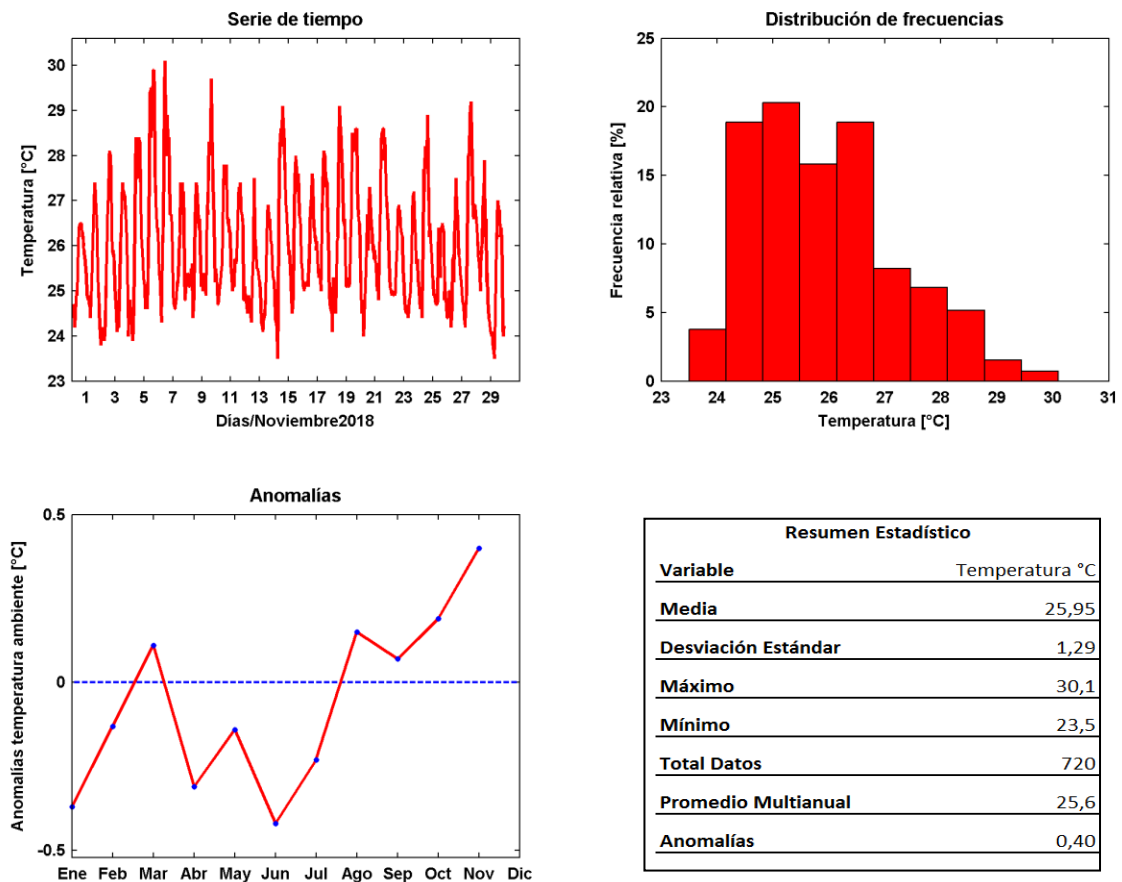 Serie de tiempo
Temperatura [°C]
30
29
28
27
26
25
24
23
1 3 5 7 9 11 13 15 17 19 21 23 25 27 29
Días/Noviembre2018
Distribución de frecuencias
Frecuencia relativa [%]
25
20
15
10
5
0
23 24 25 26 27 28 29 30 31
Temperatura [°C]
Anomalías
Anomalías temperatura ambiente [°C]
0.5
0
-0.5
Ene Feb Mar Abr May Jun Jul Ago Sep Oct Nov Dic
Resumen Estadístico
Variable Temperatura °C
Media 25,95
Desviación Estándar 1,29
Máximo 30,1
Mínimo 23,5
Total Datos 720
Promedio Multianual 25,6
Anomalías 0,40